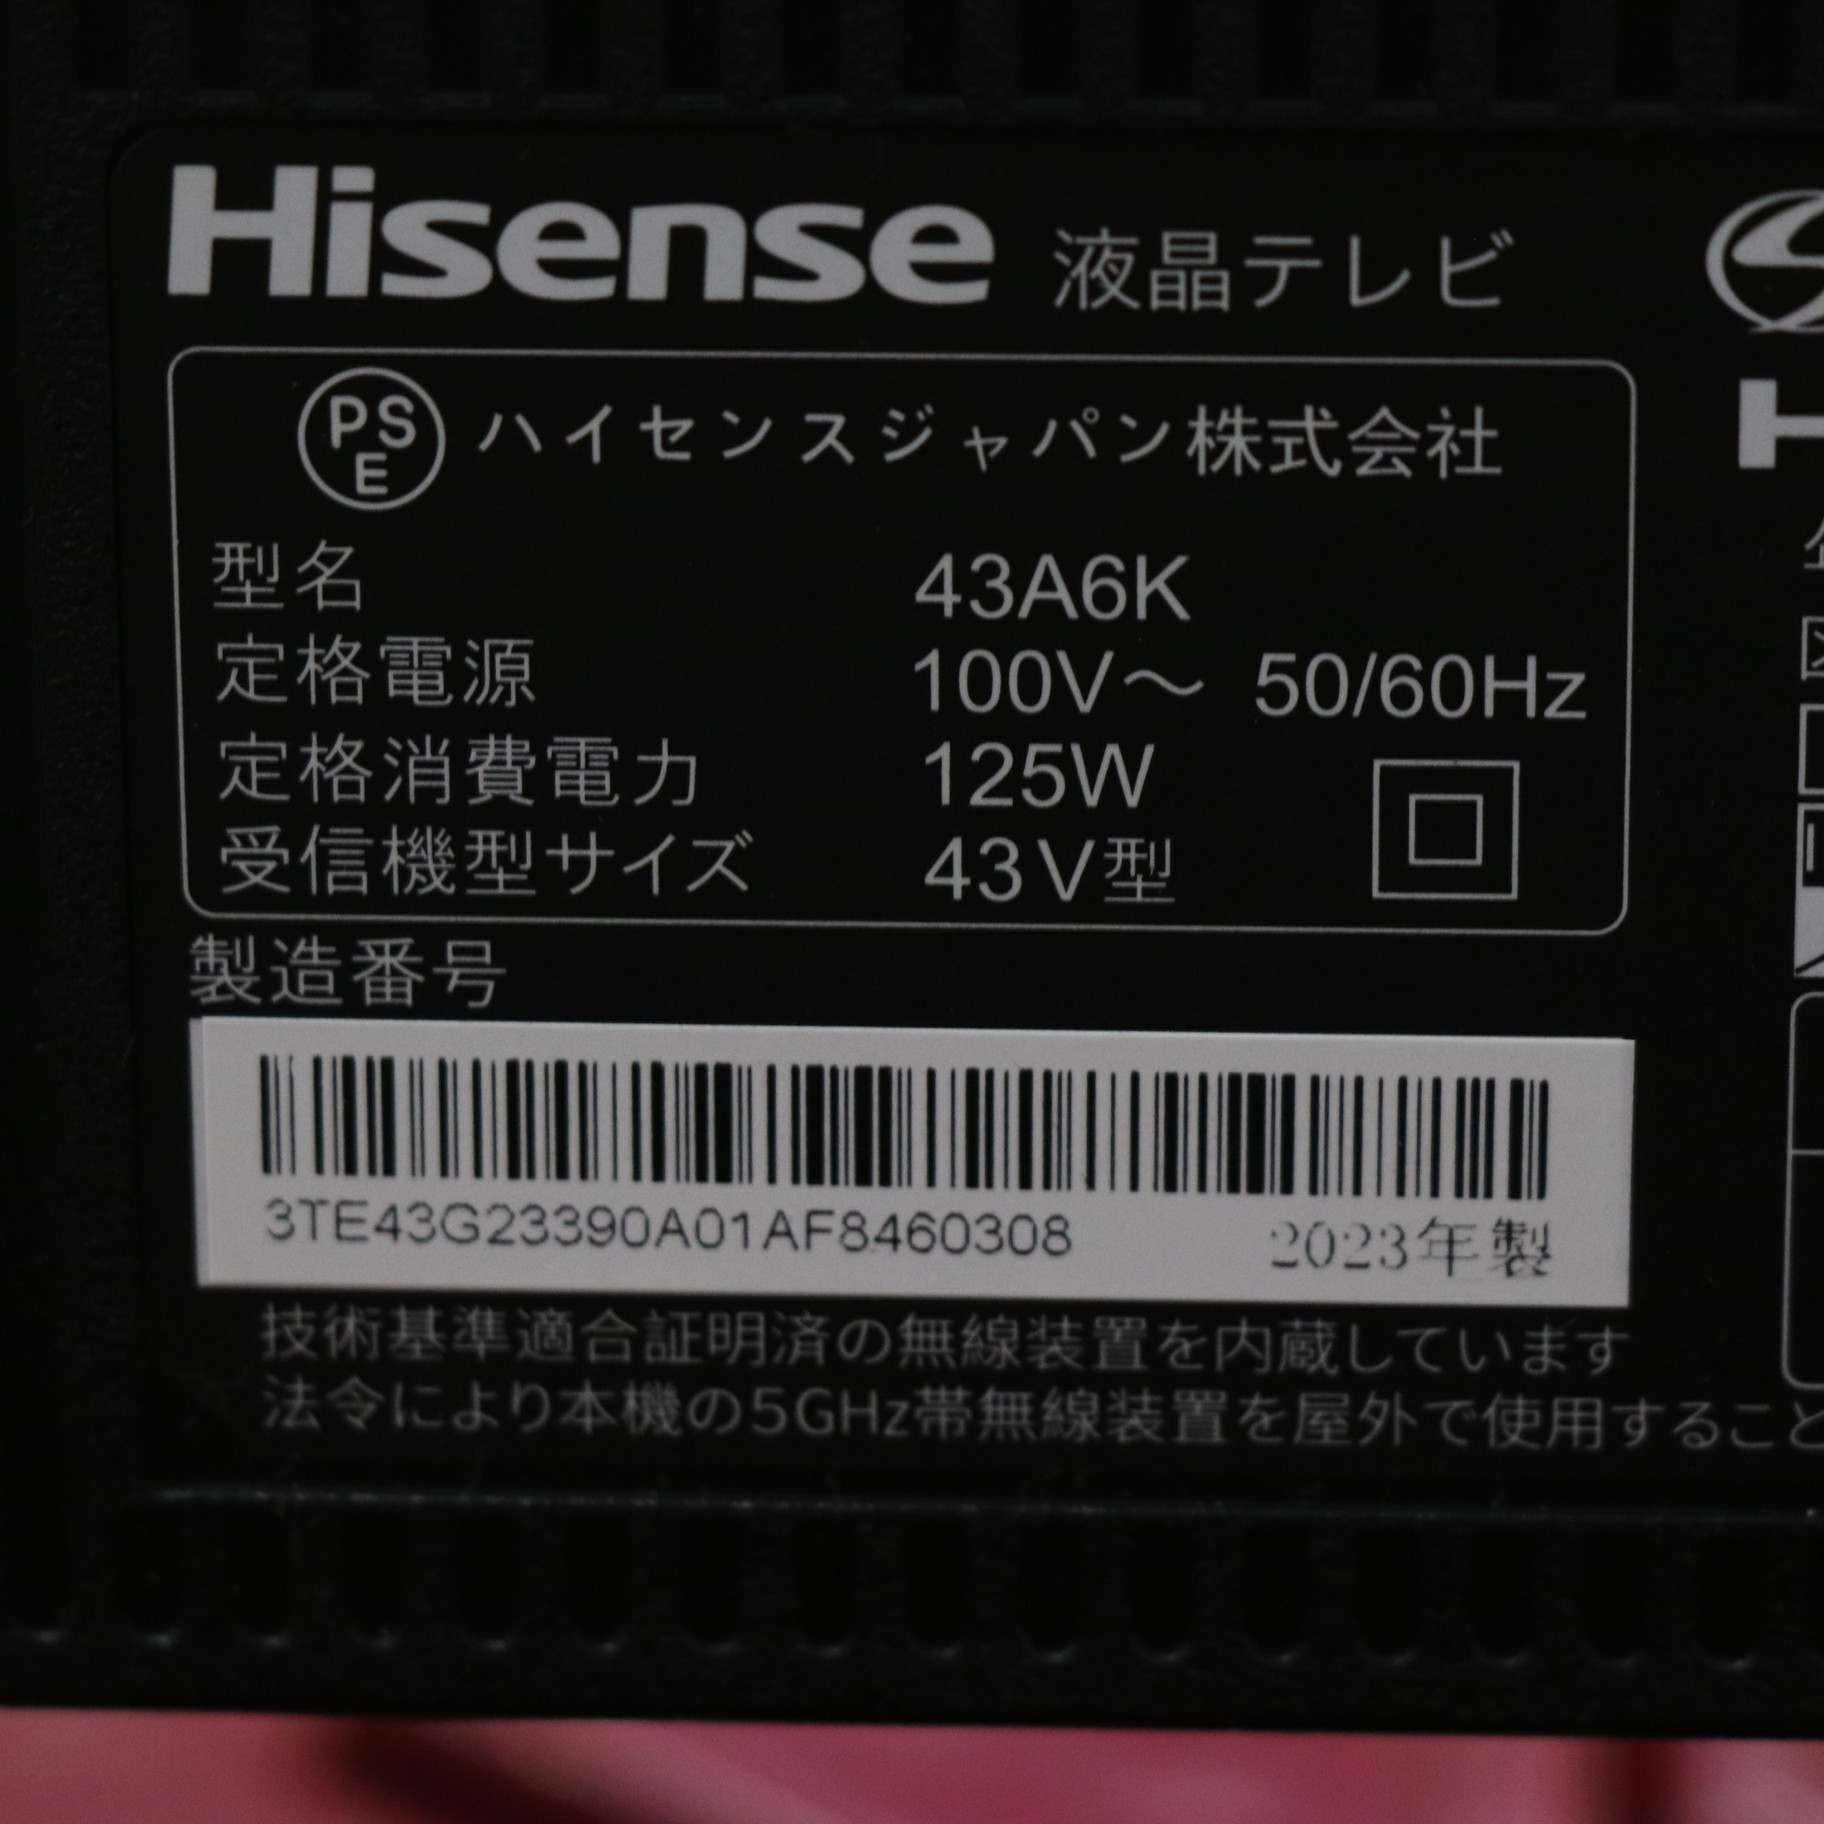 Hisense 液晶テレビ
PSE ハイセンスジャパン株式会社
型名 43A6K
定格電源 100V～ 50/60Hz
定格消費電力 125W
受信機型サイズ 43V型
製造番号
3TE43G23390A01AF8460308 2023年製
技術基準適合証明済の無線装置を内蔵しています
法令により本機の5GHz帯無線装置を屋外で使用すること